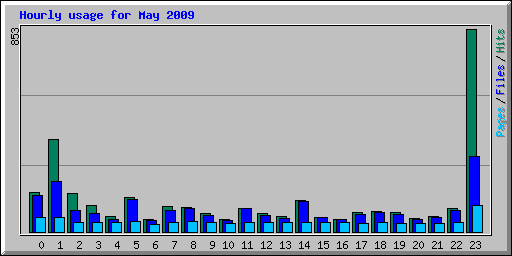 Hourly usage for May 2009
853
Pages/Files/Hits
0 1 2 3 4 5 6 7 8 9 10 11 12 13 14 15 16 17 18 19 20 21 22 23